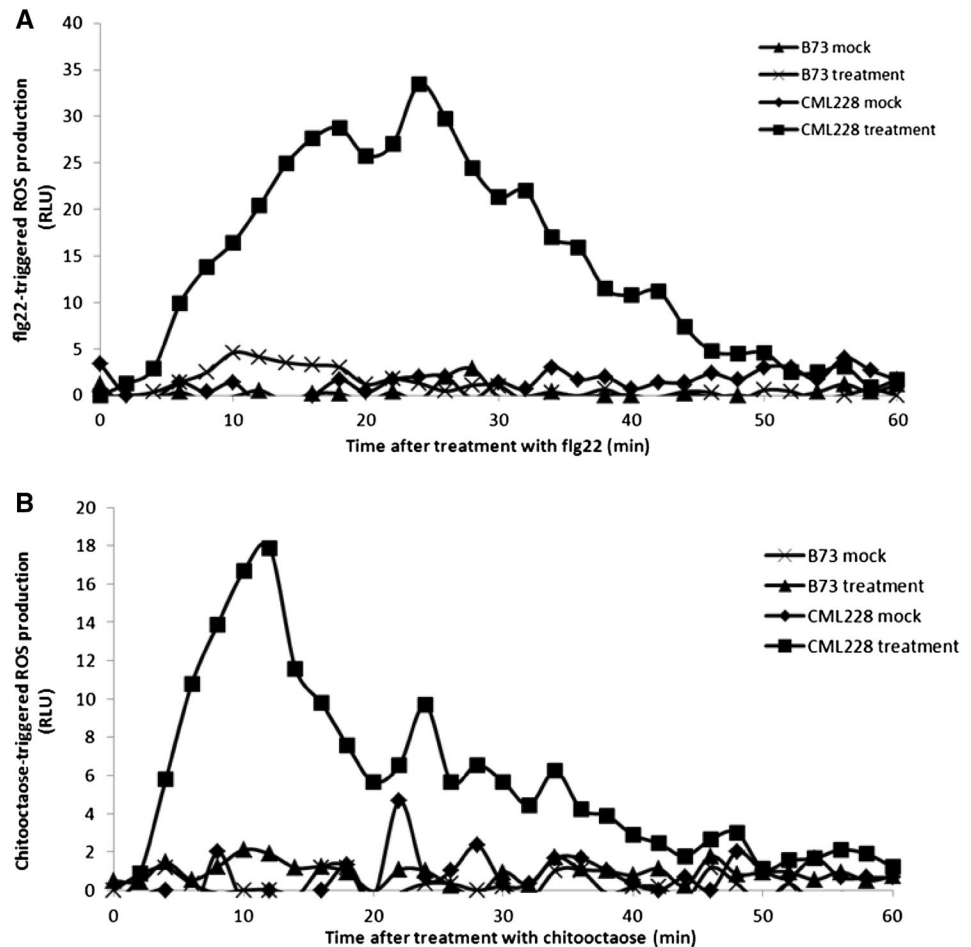 A
40
35
30
25
20
15
10
5
0
flg22-triggered ROS production
(RLU)
B73 mock
B73 treatment
CML228 mock
CML228 treatment
0 10 20 30 40 50 60
Time after treatment with flg22 (min)
B
20
18
16
14
12
10
8
6
4
2
0
Chitooctaose-triggered ROS production
(RLU)
B73 mock
B73 treatment
CML228 mock
CML228 treatment
0 10 20 30 40 50 60
Time after treatment with chitooctaose (min)